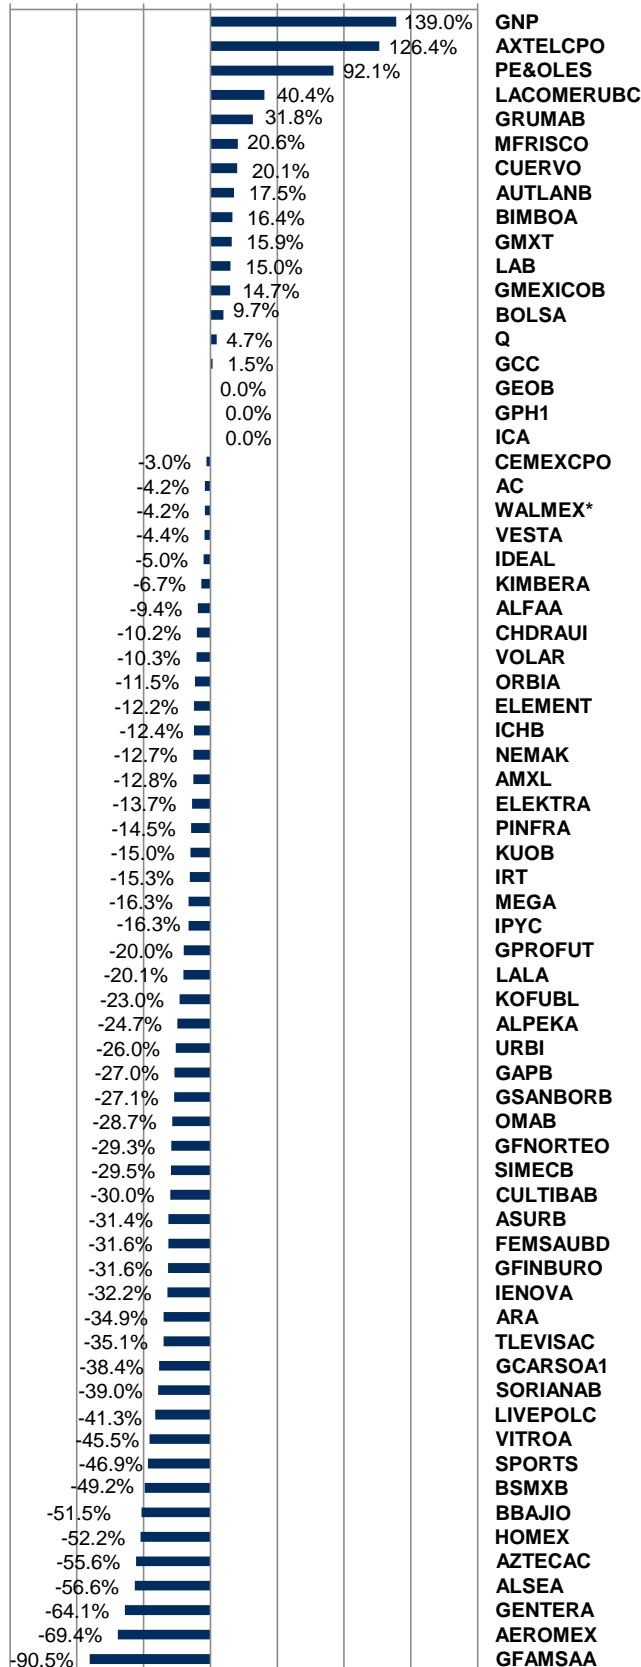 139.0% GNP
126.4% AXTELCPO
92.1% PE&OLES
40.4% LACOMERUBC
31.8% GRUMAB
20.6% MFRISCO
20.1% CUERVO
17.5% AUTLANB
16.4% BIMBOA
15.9% GMXT
15.0% LAB
14.7% GMEXICOB
9.7% BOLSA
4.7% Q
1.5% GCC
0.0% GEOB
0.0% GPH1
0.0% ICA
-3.0% CEMEXCPO
-4.2% AC
-4.2% WALMEX*
-4.4% VESTA
-5.0% IDEAL
-6.7% KIMBERA
-9.4% ALFAA
-10.2% CHDRAUI
-10.3% VOLAR
-11.5% ORBIA
-12.2% ELEMENT
-12.4% ICHB
-12.7% NEMAK
-12.8% AMXL
-13.7% ELEKTRA
-14.5% PINFRA
-15.0% KUOB
-15.3% IRT
-16.3% MEGA
-16.3% IPYC
-20.0% GPROFUT
-20.1% LALA
-23.0% KOFUBL
-24.7% ALPEKA
-26.0% URBI
-27.0% GAPB
-27.1% GSANBORB
-28.7% OMAB
-29.3% GFNORTEO
-29.5% SIMECB
-30.0% CULTIBAB
-31.4% ASURB
-31.6% FEMSAUBD
-31.6% GFINBURO
-32.2% IENOVA
-34.9% ARA
-35.1% TLEVISAC
-38.4% GCARSOA1
-39.0% SORIANAB
-41.3% LIVEPOLC
-45.5% VITROA
-46.9% SPORTS
-49.2% BSMXB
-51.5% BBAJIO
-52.2% HOMEX
-55.6% AZTECAC
-56.6% ALSEA
-64.1% GENTERA
-69.4% AEROMEX
-90.5% GFAMSAA